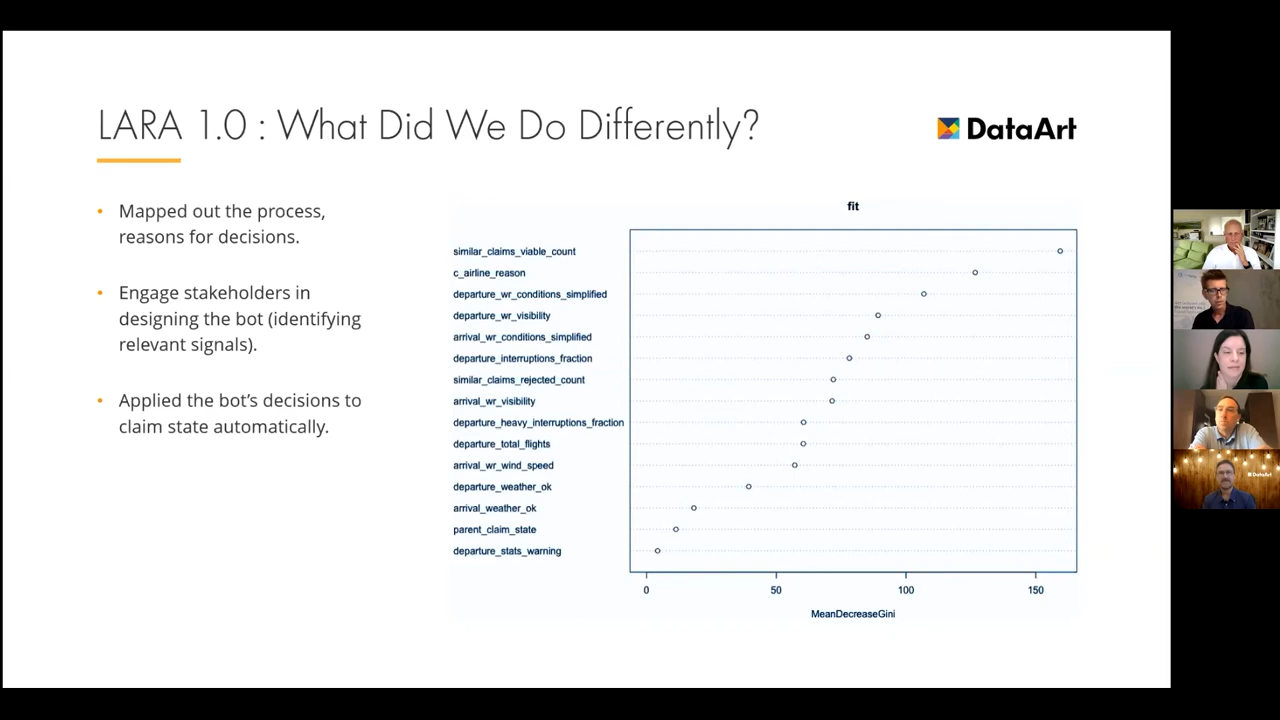 LARA 1.0 : What Did We Do Differently?
DataArt
• Mapped out the process,
reasons for decisions.
• Engage stakeholders in
designing the bot (identifying
relevant signals).
• Applied the bot's decisions to
claim state automatically.
fit
similar_claims_viable_count
c_airline_reason
departure_wr_conditions_simplified
departure_wr_visibility
arrival_wr_conditions_simplified
departure_interruptions_fraction
similar_claims_rejected_count
arrival_wr_visibility
departure_heavy_interruptions_fraction
departure_total_flights
arrival_wr_wind_speed
departure_weather_ok
arrival_weather_ok
parent_claim_state
departure_stats_warning
0 50 100 150
MeanDecreaseGini
DataArt